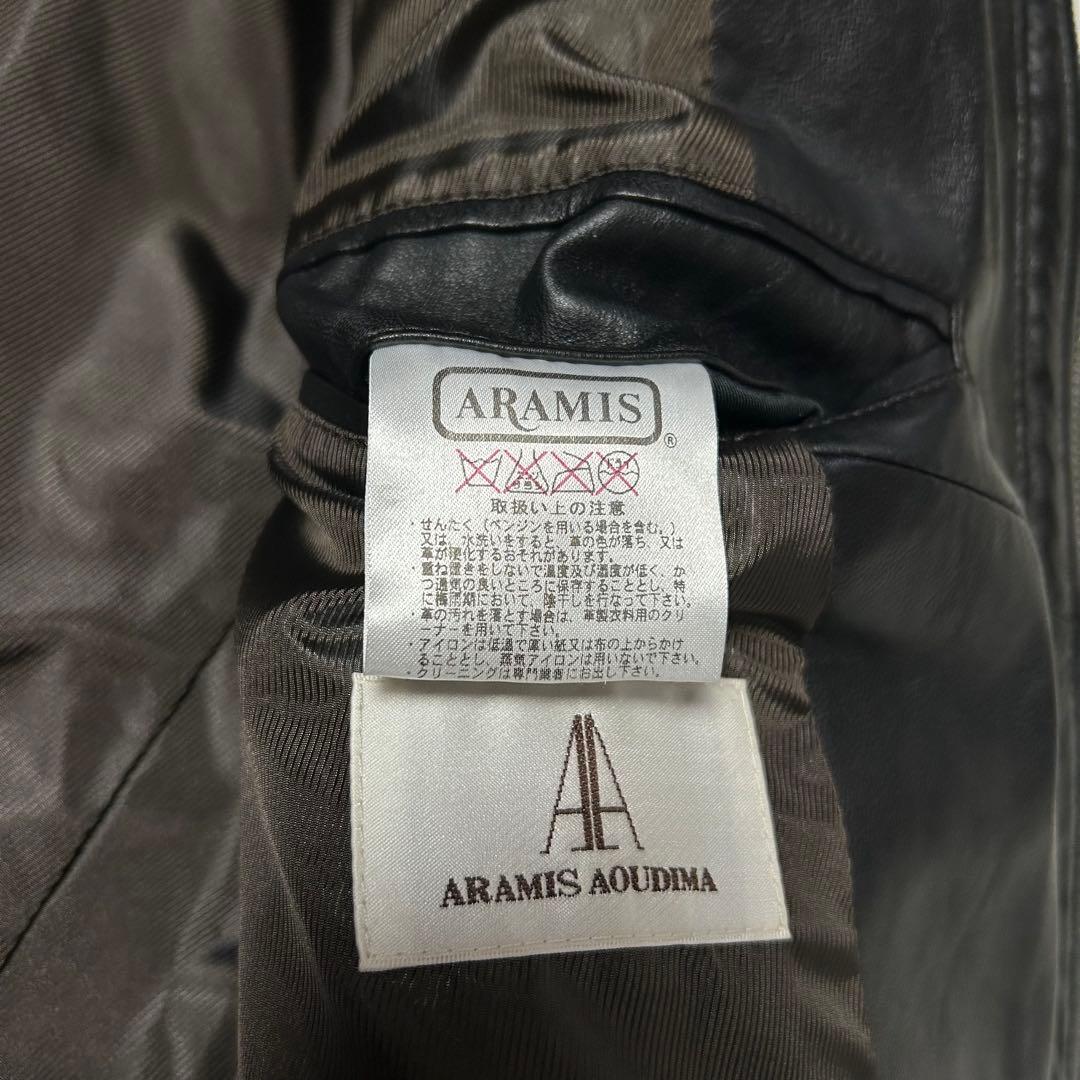 ARAMIS
®
取扱い上の注意
・せんたく（ベンジンを用いる場合を含む。）
又は、水洗いをすると、革の色が落ち、又は
革が硬化するおそれがあります。
・重ね置きをしないで温度及び湿度が低く、か
つ通気の良いところに保存することとし、特
に梅雨期において、陰干しを行なって下さい。
・革の汚れを落とす場合は、革製衣料用のクリ
ーナーを用いて下さい。
・アイロンは低温で厚い紙又は布の上からかけ
ることとし、蒸気アイロンは用いないで下さい。
・クリーニングは専門業者にお出し下さい。
ARAMIS AOUDIMA